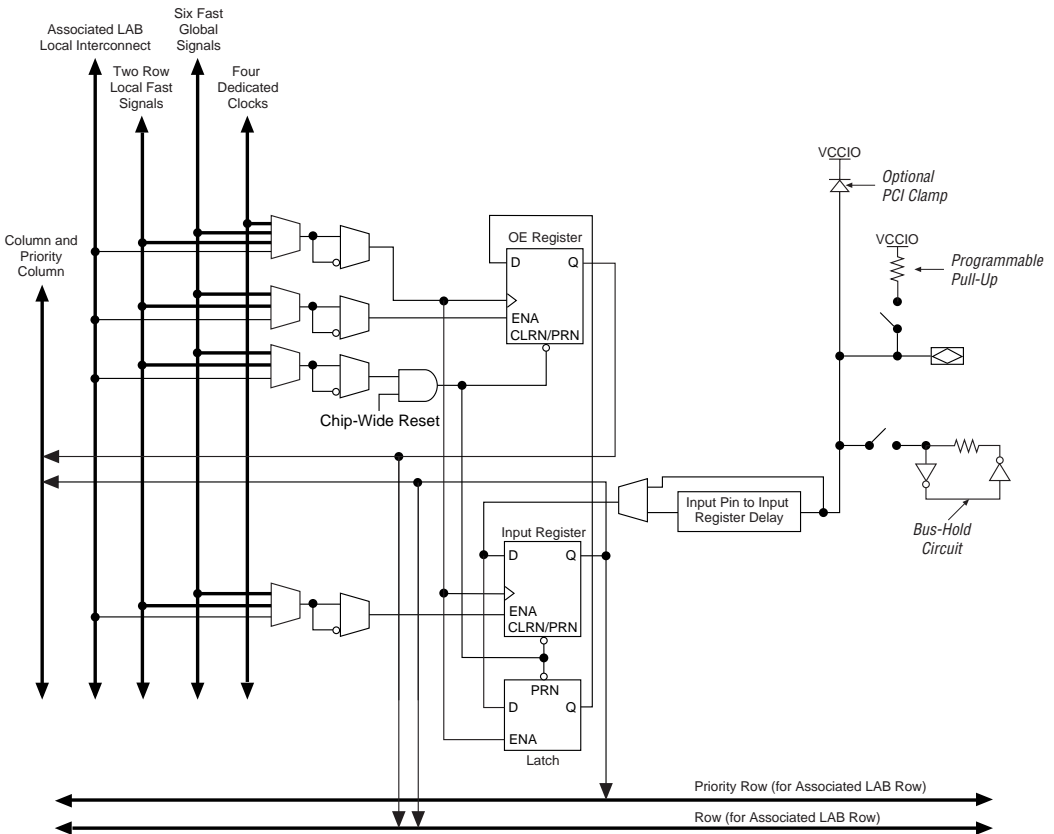 Six Fast
Global
Signals
Associated LAB
Local Interconnect
Two Row
Local Fast
Signals
Four
Dedicated
Clocks
Column and
Priority
Column
VCCIO
Optional
PCI Clamp
VCCIO
Programmable
Pull-Up
OE Register
D
Q
ENA
CLRN/PRN
Chip-Wide Reset
Input Pin to Input
Register Delay
Bus-Hold
Circuit
Input Register
D
Q
ENA
CLRN/PRN
PRN
D
Q
ENA
Latch
Priority Row (for Associated LAB Row)
Row (for Associated LAB Row)